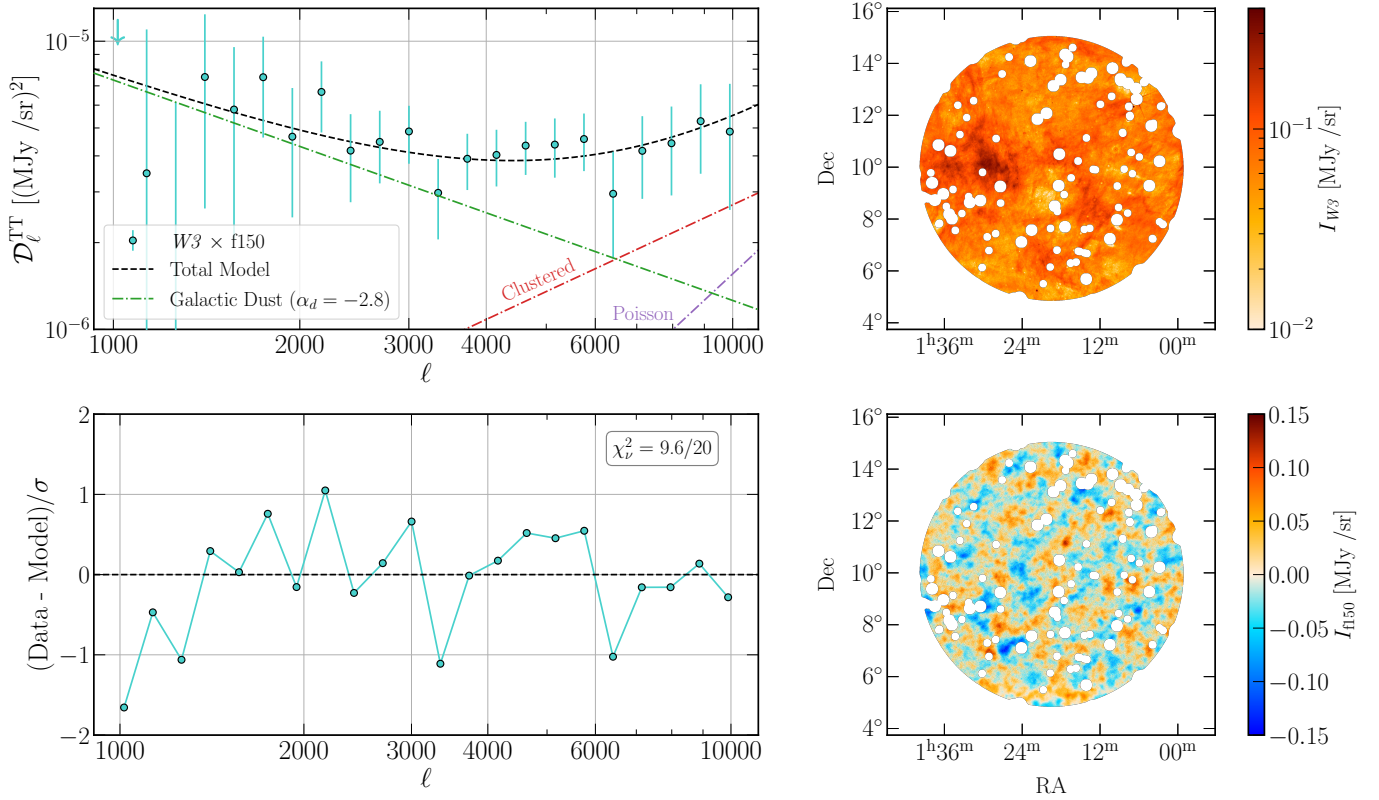 10⁻⁵
10⁻⁶
𝒟_ℓ^TT [(MJy /sr)²]
W3 × f150
Total Model
Galactic Dust (α_d = −2.8)
Clustered
Poisson
1000
2000
3000
4000
6000
10000
ℓ
16°
14°
12°
10°
8°
6°
4°
Dec
1ʰ36ᵐ
24ᵐ
12ᵐ
00ᵐ
10⁻¹
10⁻²
I_W3 [MJy /sr]
2
1
0
−1
−2
(Data - Model)/σ
χ²_ν = 9.6/20
1000
2000
3000
4000
6000
10000
ℓ
16°
14°
12°
10°
8°
6°
4°
Dec
1ʰ36ᵐ
24ᵐ
12ᵐ
00ᵐ
RA
0.15
0.10
0.05
0.00
−0.05
−0.10
−0.15
I_f150 [MJy /sr]